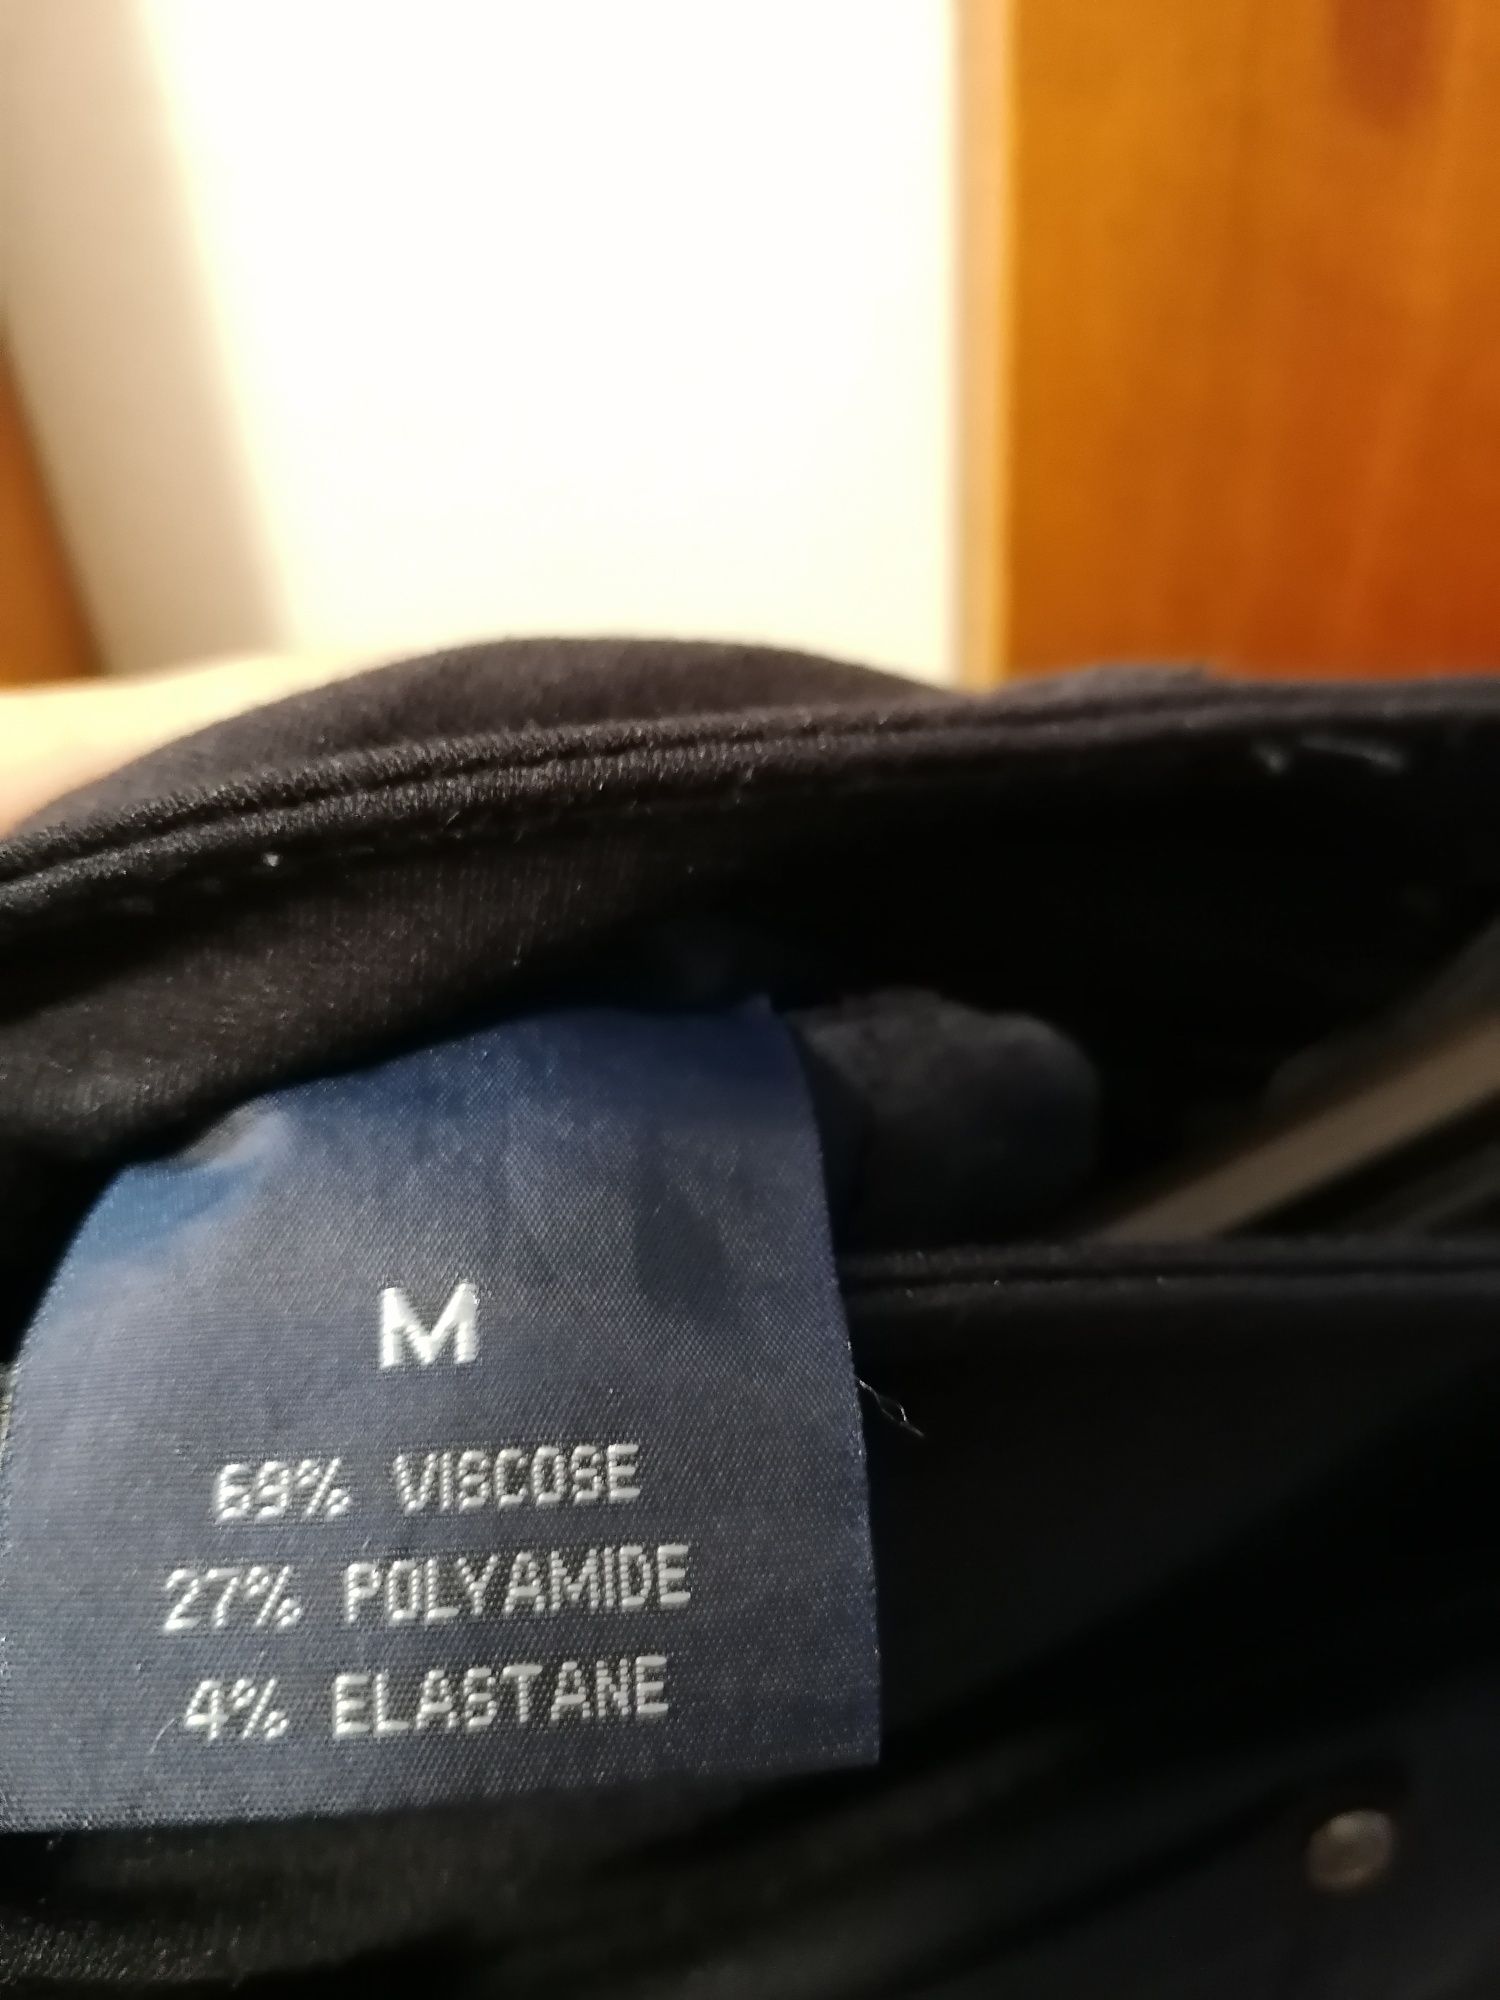 M
69% VISCOSE
27% POLYAMIDE
4% ELASTANE